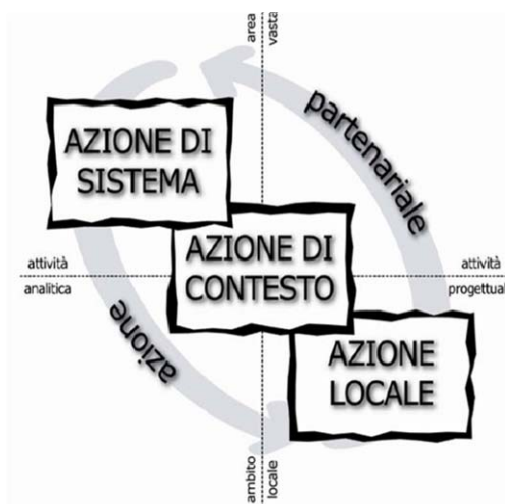 area
vasta
partenariale
AZIONE DI
SISTEMA
AZIONE DI
CONTESTO
attività
analitica
attività
progettual
azione
AZIONE
LOCALE
ambito
locale